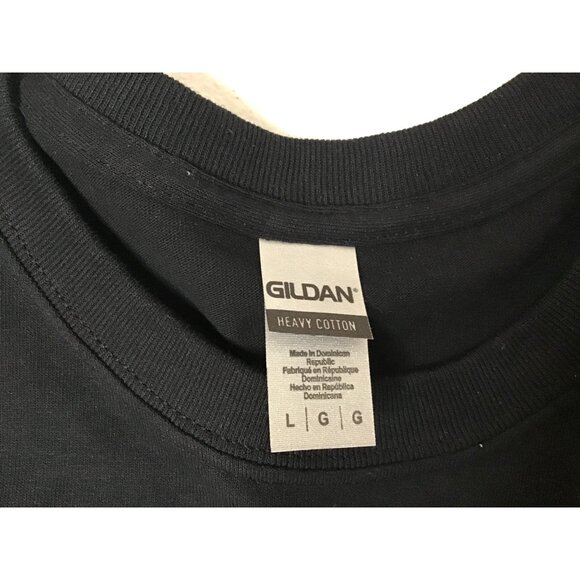 GILDAN®
HEAVY COTTON
Made in Dominican
Republic
Fabriqué en République
Dominicaine
Hecho en República
Dominicana
L | G | G